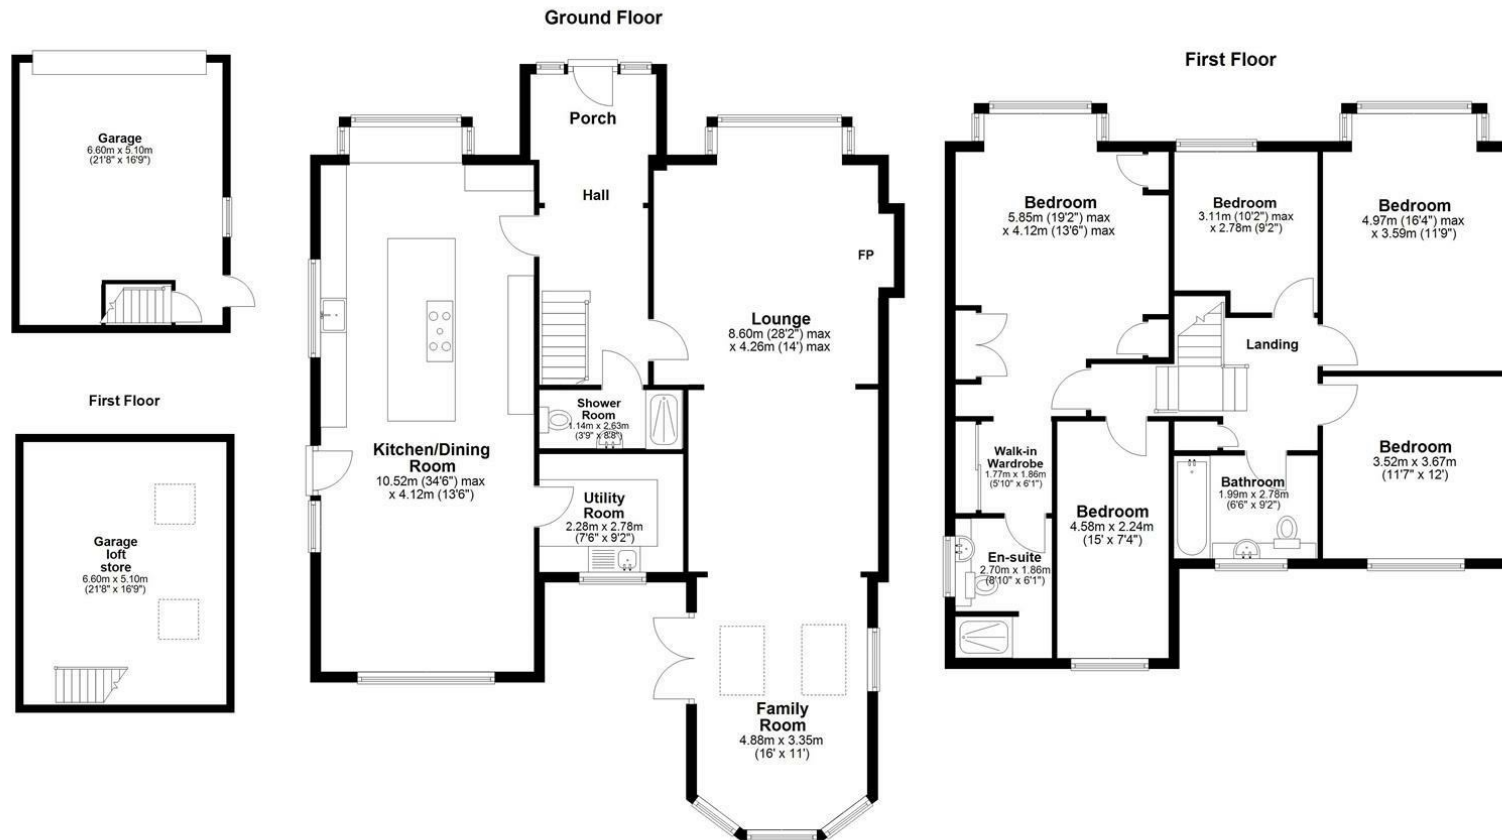 Ground Floor
First Floor
Garage
6.60m x 5.10m
(21'8" x 16'9")
First Floor
Garage
loft
store
6.60m x 5.10m
(21'8" x 16'9")
Porch
Hall
FP
Lounge
8.60m (28'2") max
x 4.26m (14') max
Shower
Room
1.14m x 2.63m
(3'9" x 8'8")
Kitchen/Dining
Room
10.52m (34'6") max
x 4.12m (13'6")
Utility
Room
2.28m x 2.78m
(7'6" x 9'2")
Family
Room
4.88m x 3.35m
(16' x 11')
Bedroom
5.85m (19'2") max
x 4.12m (13'6") max
Bedroom
3.11m (10'2") max
x 2.78m (9'2")
Bedroom
4.97m (16'4") max
x 3.59m (11'9")
Landing
Walk-in
Wardrobe
1.77m x 1.86m
(5'10" x 6'1")
Bedroom
4.58m x 2.24m
(15' x 7'4")
Bathroom
1.99m x 2.78m
(6'6" x 9'2")
Bedroom
3.52m x 3.67m
(11'7" x 12')
En-suite
2.70m x 1.86m
(8'10" x 6'1")